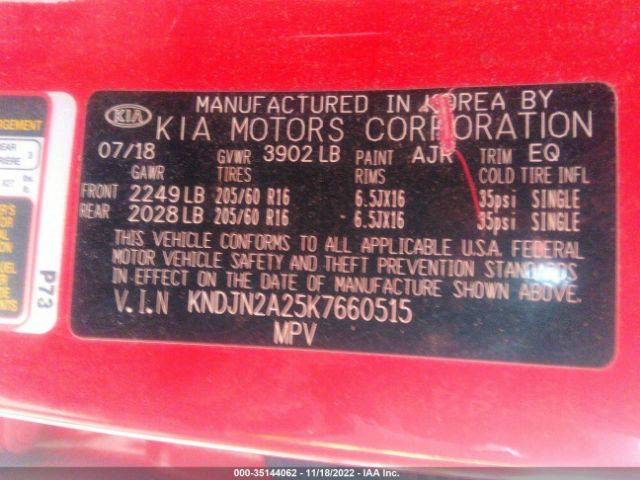 MANUFACTURED IN KOREA BY
KIA KIA MOTORS CORPORATION
07/18 GVWR 3902 LB PAINT AJR TRIM EQ
GAWR TIRES RIMS COLD TIRE INFL
FRONT 2249 LB 205/60 R16 6.5JX16 35psi SINGLE
REAR 2028 LB 205/60 R16 6.5JX16 35psi SINGLE
THIS VEHICLE CONFORMS TO ALL APPLICABLE U.S.A. FEDERAL
MOTOR VEHICLE SAFETY AND THEFT PREVENTION STANDARDS
IN EFFECT ON THE DATE OF MANUFACTURE SHOWN ABOVE.
V.I.N KNDJN2A25K7660515
MPV
P73
000-35144062 - 11/18/2022 - IAA Inc.